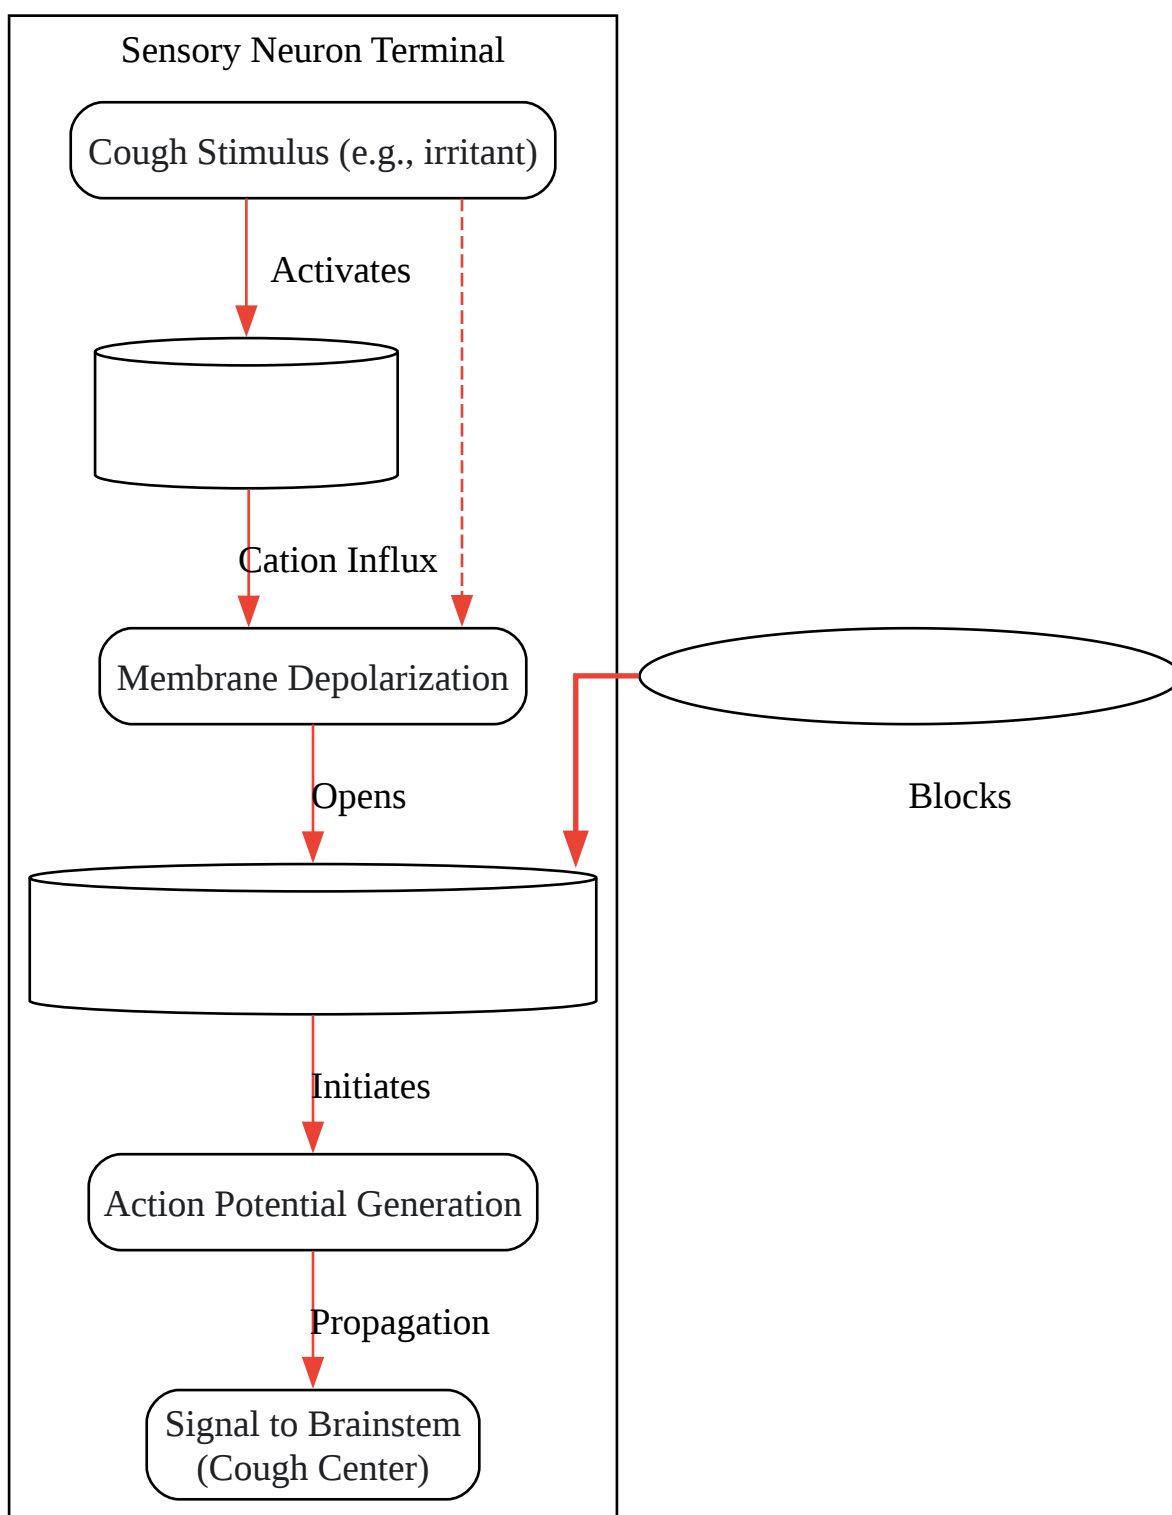 Sensory Neuron Terminal
Cough Stimulus (e.g., irritant)
Activates
Cation Influx
Membrane Depolarization
Opens
Blocks
Initiates
Action Potential Generation
Propagation
Signal to Brainstem
(Cough Center)